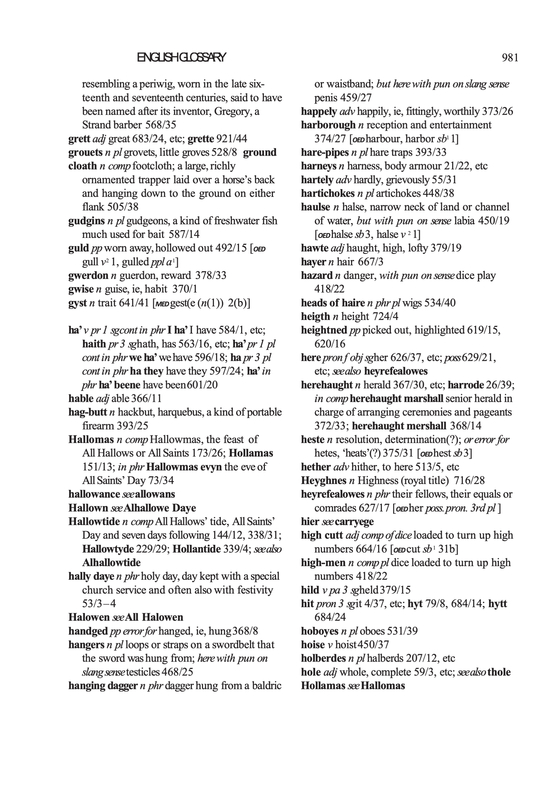 ENGLISH GLOSSARY 981
resembling a periwig, worn in the late six-
teenth and seventeenth centuries, said to have
been named after its inventor, Gregory, a
Strand barber 568/35
grett adj great 683/24, etc; grette 921/44
grouets n pl grovets, little groves 528/8 ground
cloath n comp footcloth; a large, richly
ornamented trapper laid over a horse's back
and hanging down to the ground on either
flank 505/38
gudgins n pl gudgeons, a kind of freshwater fish
much used for bait 587/14
guld pp worn away, hollowed out 492/15 [OED
gull v² 1, gulled ppl a¹]
gwerdon n guerdon, reward 378/33
gwise n guise, ie, habit 370/1
gyst n trait 641/41 [MED gest(e (n(1)) 2(b)]
ha' v pr 1 sg cont in phr I ha' I have 584/1, etc;
haith pr 3 sg hath, has 563/16, etc; ha' pr 1 pl
cont in phr we ha' we have 596/18; ha pr 3 pl
cont in phr ha they have they 597/24; ha' in
phr ha' beene have been 601/20
hable adj able 366/11
hag-butt n hackbut, harquebus, a kind of portable
firearm 393/25
Hallomas n comp Hallowmas, the feast of
All Hallows or All Saints 173/26; Hollamas
151/13; in phr Hallowmas evyn the eve of
All Saints' Day 73/34
hallowance see allowans
Hallown see Alhallowe Daye
Hallowtide n comp All Hallows' tide, All Saints'
Day and seven days following 144/12, 338/31;
Hallowtyde 229/29; Hollantide 339/4; see also
Alhallowtide
hally daye n phr holy day, day kept with a special
church service and often also with festivity
53/3–4
Halowen see All Halowen
handged pp error for hanged, ie, hung 368/8
hangers n pl loops or straps on a swordbelt that
the sword was hung from; here with pun on
slang sense testicles 468/25
hanging dagger n phr dagger hung from a baldric
or waistband; but here with pun on slang sense
penis 459/27
happely adv happily, ie, fittingly, worthily 373/26
harborough n reception and entertainment
374/27 [OED harbour, harbor sb¹ 1]
hare-pipes n pl hare traps 393/33
harneys n harness, body armour 21/22, etc
hartely adv hardly, grievously 55/31
hartichokes n pl artichokes 448/38
haulse n halse, narrow neck of land or channel
of water, but with pun on sense labia 450/19
[OED halse sb 3, halse v ² 1]
hawte adj haught, high, lofty 379/19
hayer n hair 667/3
hazard n danger, with pun on sense dice play
418/22
heads of haire n phr pl wigs 534/40
heigth n height 724/4
heightned pp picked out, highlighted 619/15,
620/16
here pron f obj sg her 626/37, etc; poss 629/21,
etc; see also heyrefealowes
herehaught n herald 367/30, etc; harrode 26/39;
in comp herehaught marshall senior herald in
charge of arranging ceremonies and pageants
372/33; herehaught mershall 368/14
heste n resolution, determination(?); or error for
hetes, 'heats'(?) 375/31 [OED hest sb 3]
hether adv hither, to here 513/5, etc
Heyghnes n Highness (royal title) 716/28
heyrefealowes n phr their fellows, their equals or
comrades 627/17 [OED her poss. pron. 3rd pl ]
hier see carryege
high cutt adj comp of dice loaded to turn up high
numbers 664/16 [OED cut sb ¹ 31b]
high-men n comp pl dice loaded to turn up high
numbers 418/22
hild v pa 3 sg held 379/15
hit pron 3 sg it 4/37, etc; hyt 79/8, 684/14; hytt
684/24
hoboyes n pl oboes 531/39
hoise v hoist 450/37
holberdes n pl halberds 207/12, etc
hole adj whole, complete 59/3, etc; see also thole
Hollamas see Hallomas